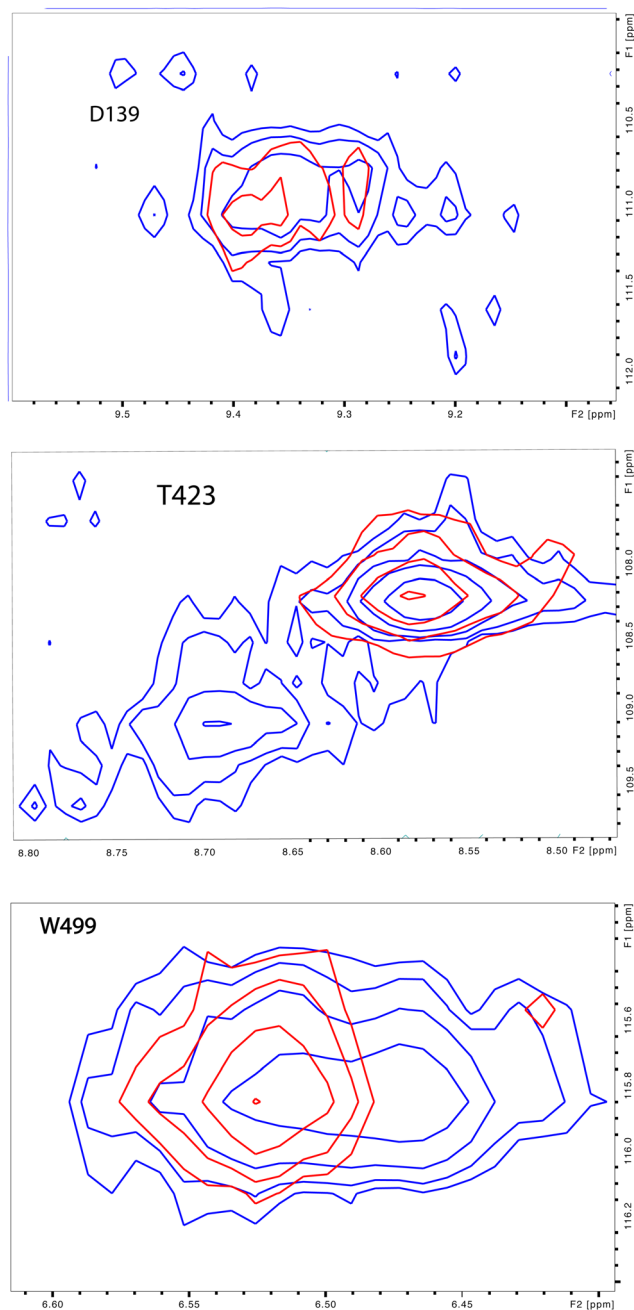 F1 [ppm]
D139
110.5
111.0
111.5
112.0
9.5 9.4 9.3 9.2 F2 [ppm]
F1 [ppm]
T423
108.0
108.5
109.0
109.5
8.80 8.75 8.70 8.65 8.60 8.55 8.50 F2 [ppm]
F1 [ppm]
W499
115.6
115.8
116.0
116.2
6.60 6.55 6.50 6.45 F2 [ppm]